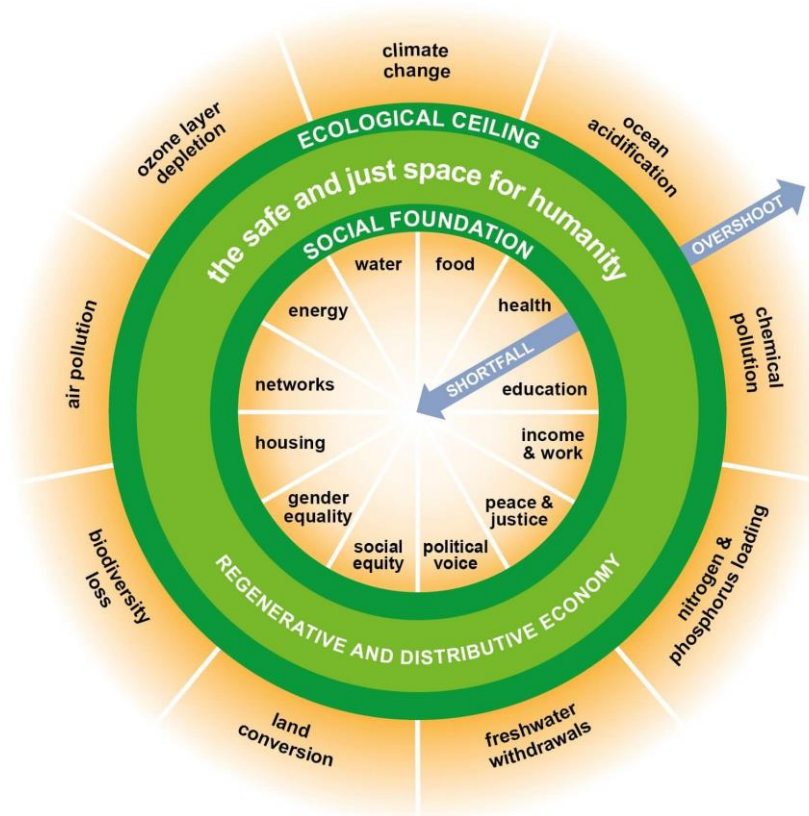 climate
change
ocean
acidification
OVERSHOOT
chemical
pollution
nitrogen &
phosphorus loading
freshwater
withdrawals
land
conversion
biodiversity
loss
air pollution
ozone layer
depletion
ECOLOGICAL CEILING
the safe and just space for humanity
SOCIAL FOUNDATION
water
food
health
SHORTFALL
education
income
& work
peace &
justice
political
voice
social
equity
gender
equality
housing
networks
energy
REGENERATIVE AND DISTRIBUTIVE ECONOMY